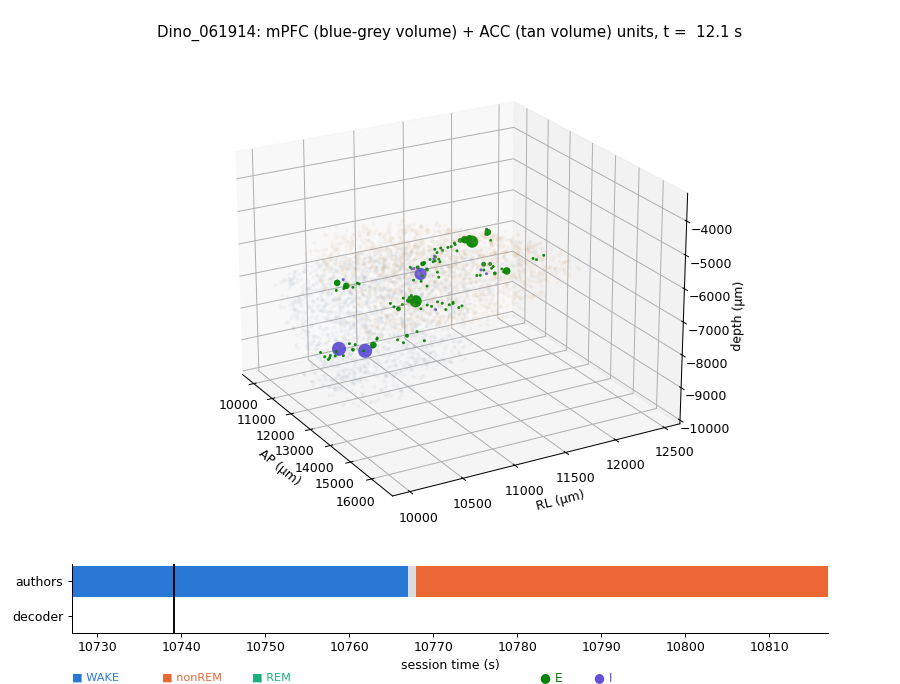 Dino_061914: mPFC (blue-grey volume) + ACC (tan volume) units, t =  12.1 s
−4000
−5000
−6000
−7000
−8000
−9000
−10000
depth (μm)
10000
11000
12000
13000
14000
15000
16000
AP (μm)
10000
10500
11000
11500
12000
12500
RL (μm)
authors
decoder
10730
10740
10750
10760
10770
10780
10790
10800
10810
session time (s)
WAKE
nonREM
REM
E
I